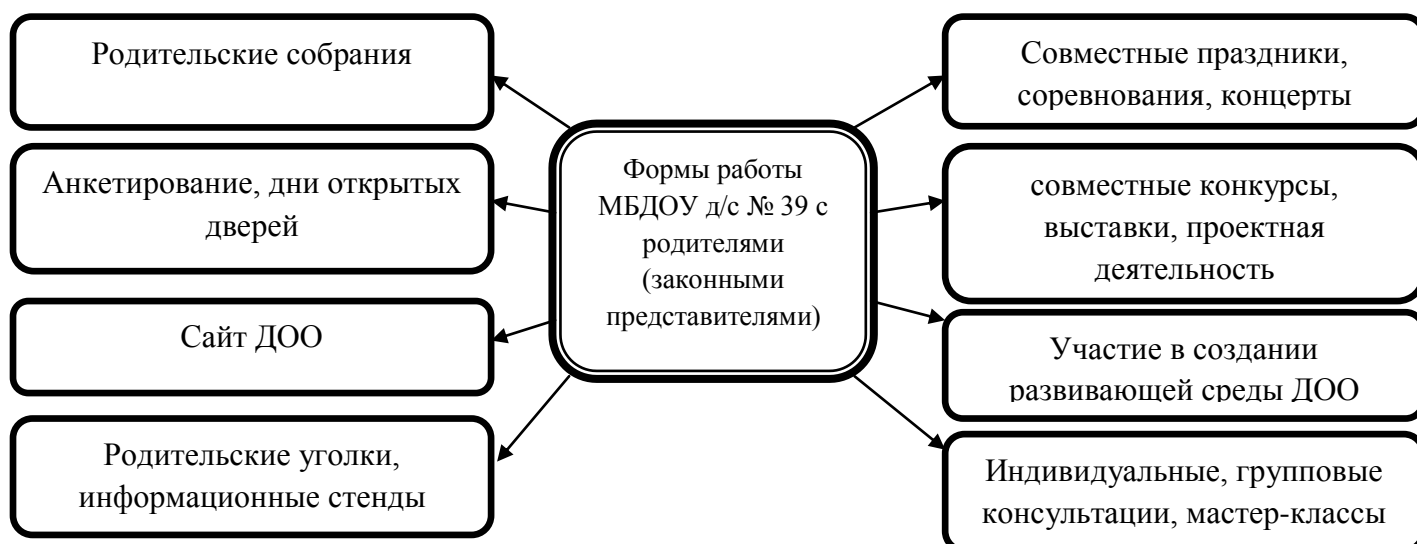 Родительские собрания
Анкетирование, дни открытых
дверей
Сайт ДОО
Родительские уголки,
информационные стенды
Формы работы
МБДОУ д/с № 39 с
родителями
(законными
представителями)
Совместные праздники,
соревнования, концерты
совместные конкурсы,
выставки, проектная
деятельность
Участие в создании
развивающей среды ДОО
Индивидуальные, групповые
консультации, мастер-классы